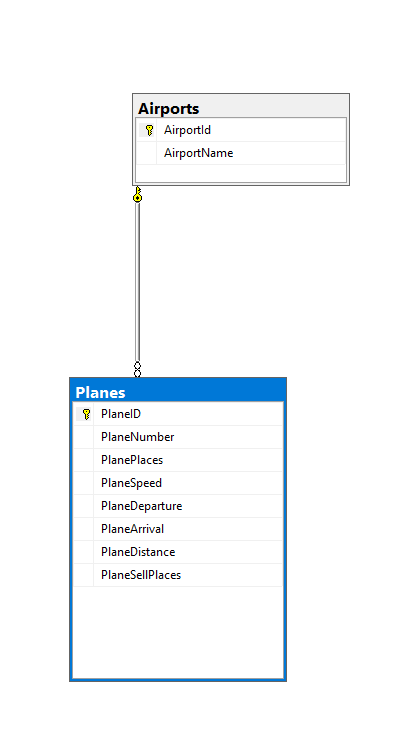 Airports
AirportId
AirportName
Planes
PlaneID
PlaneNumber
PlanePlaces
PlaneSpeed
PlaneDeparture
PlaneArrival
PlaneDistance
PlaneSellPlaces